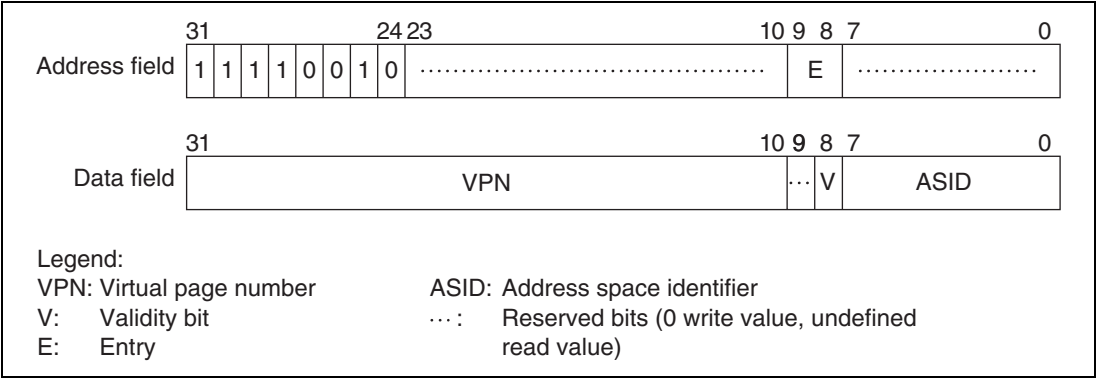 31 24 23 10 9 8 7 0
Address field 1 1 1 1 0 0 1 0 ··· E ···
31 10 9 8 7 0
Data field VPN ··· V ASID
Legend:
VPN: Virtual page number ASID: Address space identifier
V: Validity bit ···: Reserved bits (0 write value, undefined
E: Entry read value)